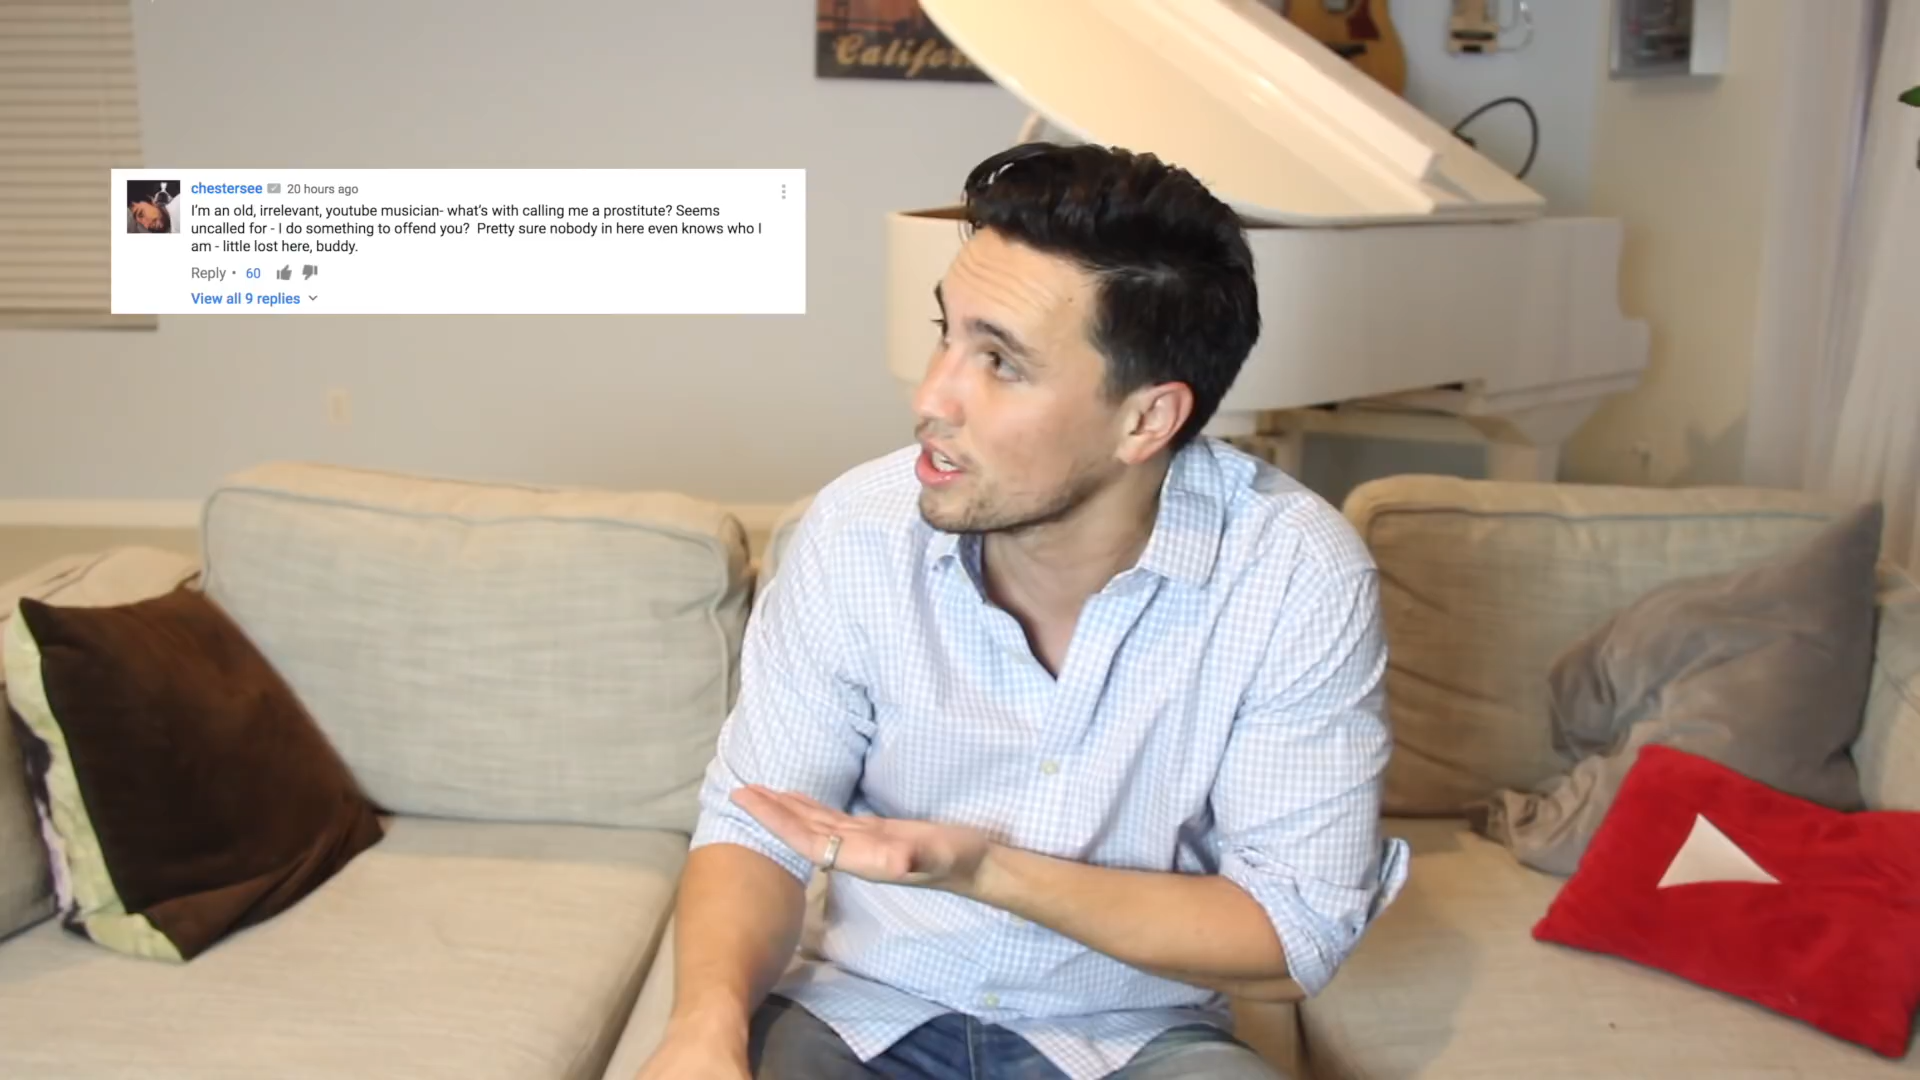 Califor
chestersee 20 hours ago
I'm an old, irrelevant, youtube musician- what's with calling me a prostitute? Seems
uncalled for - I do something to offend you?  Pretty sure nobody in here even knows who I
am - little lost here, buddy.
Reply • 60
View all 9 replies